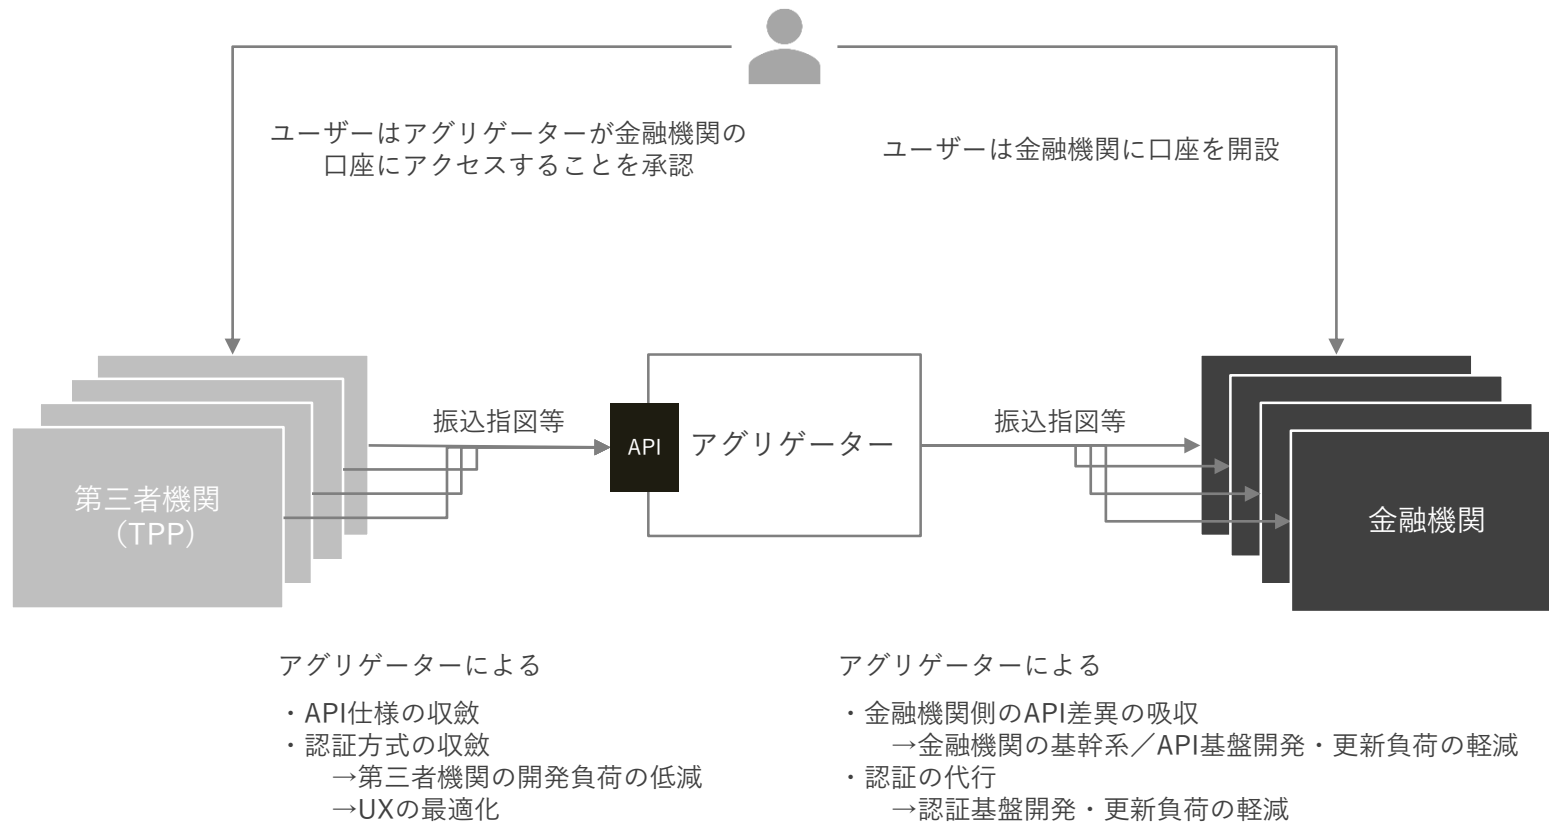 ユーザーはアグリゲーターが金融機関の
口座にアクセスすることを承認
ユーザーは金融機関に口座を開設
振込指図等
振込指図等
API
アグリゲーター
第三者機関
（TPP）
金融機関
アグリゲーターによる
・API仕様の収斂
・認証方式の収斂
→第三者機関の開発負荷の低減
→UXの最適化
アグリゲーターによる
・金融機関側のAPI差異の吸収
→金融機関の基幹系／API基盤開発・更新負荷の軽減
・認証の代行
→認証基盤開発・更新負荷の軽減